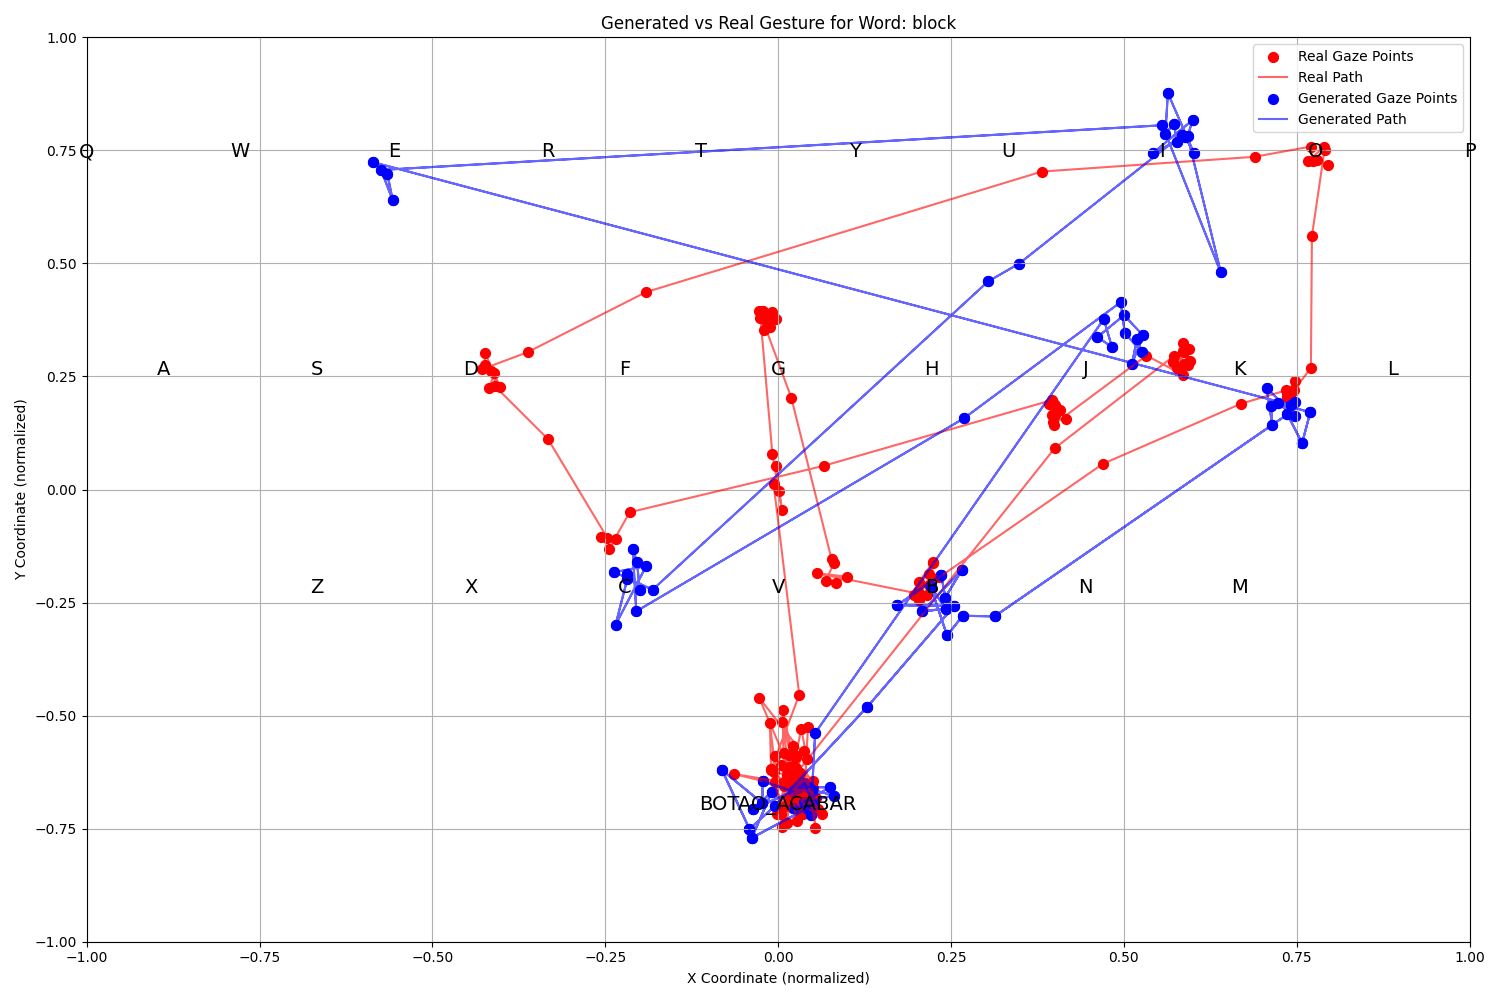 Generated vs Real Gesture for Word: block
Real Gaze Points
Real Path
Generated Gaze Points
Generated Path
Y Coordinate (normalized)
1.00
0.75
0.50
0.25
0.00
−0.25
−0.50
−0.75
−1.00
Q W E R T Y U I O P
A S D F G H J K L
Z X C V B N M
BOTAO_ACABAR
−1.00 −0.75 −0.50 −0.25 0.00 0.25 0.50 0.75 1.00
X Coordinate (normalized)